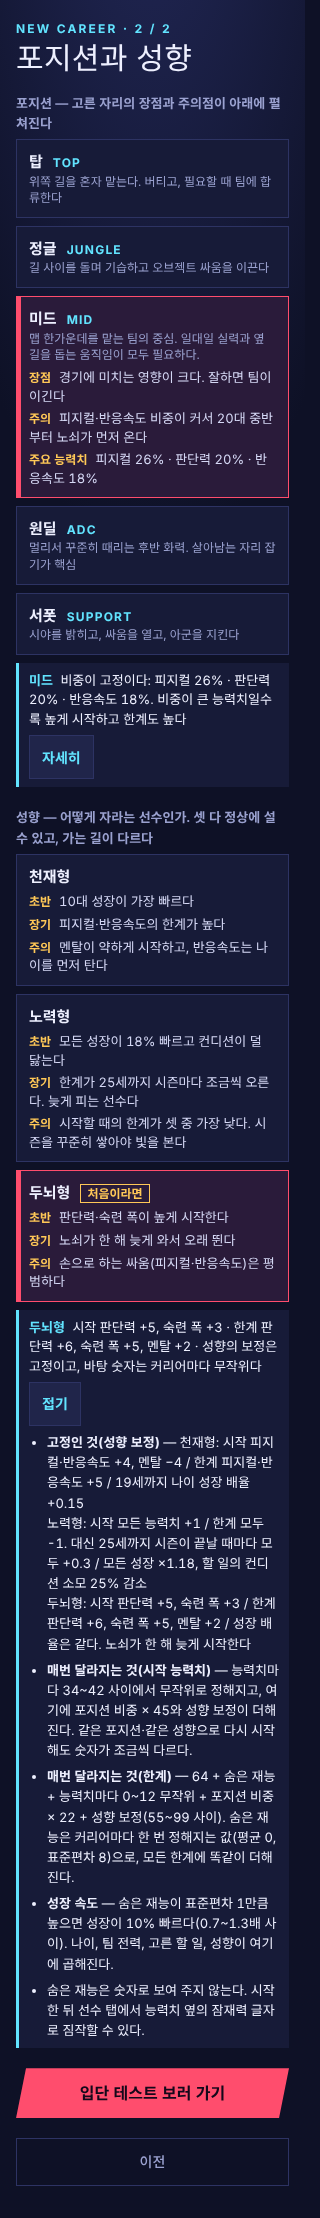 NEW CAREER · 2 / 2
포지션과 성향
포지션 — 고른 자리의 장점과 주의점이 아래에 펼
쳐진다
탑 TOP
위쪽 길을 혼자 맡는다. 버티고, 필요할 때 팀에 합
류한다
정글 JUNGLE
길 사이를 돌며 기습하고 오브젝트 싸움을 이끈다
미드 MID
맵 한가운데를 맡는 팀의 중심. 일대일 실력과 옆
길을 돕는 움직임이 모두 필요하다.
장점 경기에 미치는 영향이 크다. 잘하면 팀이
이긴다
주의 피지컬·반응속도 비중이 커서 20대 중반
부터 노쇠가 먼저 온다
주요 능력치 피지컬 26% · 판단력 20% · 반
응속도 18%
원딜 ADC
멀리서 꾸준히 때리는 후반 화력. 살아남는 자리 잡
기가 핵심
서폿 SUPPORT
시야를 밝히고, 싸움을 열고, 아군을 지킨다
미드 비중이 고정이다: 피지컬 26% · 판단력
20% · 반응속도 18%. 비중이 큰 능력치일수
록 높게 시작하고 한계도 높다
자세히
성향 — 어떻게 자라는 선수인가. 셋 다 정상에 설
수 있고, 가는 길이 다르다
천재형
초반 10대 성장이 가장 빠르다
장기 피지컬·반응속도의 한계가 높다
주의 멘탈이 약하게 시작하고, 반응속도는 나
이를 먼저 탄다
노력형
초반 모든 성장이 18% 빠르고 컨디션이 덜
닳는다
장기 한계가 25세까지 시즌마다 조금씩 오른
다. 늦게 피는 선수다
주의 시작할 때의 한계가 셋 중 가장 낮다. 시
즌을 꾸준히 쌓아야 빛을 본다
두뇌형 처음이라면
초반 판단력·숙련 폭이 높게 시작한다
장기 노쇠가 한 해 늦게 와서 오래 뛴다
주의 손으로 하는 싸움(피지컬·반응속도)은 평
범하다
두뇌형 시작 판단력 +5, 숙련 폭 +3 · 한계 판
단력 +6, 숙련 폭 +5, 멘탈 +2 · 성향의 보정은
고정이고, 바탕 숫자는 커리어마다 무작위다
접기
• 고정인 것(성향 보정) — 천재형: 시작 피지
컬·반응속도 +4, 멘탈 −4 / 한계 피지컬·반
응속도 +5 / 19세까지 나이 성장 배율
+0.15
노력형: 시작 모든 능력치 +1 / 한계 모두
-1. 대신 25세까지 시즌이 끝날 때마다 모
두 +0.3 / 모든 성장 ×1.18, 할 일의 컨디
션 소모 25% 감소
두뇌형: 시작 판단력 +5, 숙련 폭 +3 / 한계
판단력 +6, 숙련 폭 +5, 멘탈 +2 / 성장 배
율은 같다. 노쇠가 한 해 늦게 시작한다
• 매번 달라지는 것(시작 능력치) — 능력치마
다 34~42 사이에서 무작위로 정해지고, 여
기에 포지션 비중 × 45와 성향 보정이 더해
진다. 같은 포지션·같은 성향으로 다시 시작
해도 숫자가 조금씩 다르다.
• 매번 달라지는 것(한계) — 64 + 숨은 재능
+ 능력치마다 0~12 무작위 + 포지션 비중
× 22 + 성향 보정(55~99 사이). 숨은 재
능은 커리어마다 한 번 정해지는 값(평균 0,
표준편차 8)으로, 모든 한계에 똑같이 더해
진다.
• 성장 속도 — 숨은 재능이 표준편차 1만큼
높으면 성장이 10% 빠르다(0.7~1.3배 사
이). 나이, 팀 전력, 고른 할 일, 성향이 여기
에 곱해진다.
• 숨은 재능은 숫자로 보여 주지 않는다. 시작
한 뒤 선수 탭에서 능력치 옆의 잠재력 글자
로 짐작할 수 있다.
입단 테스트 보러 가기
이전